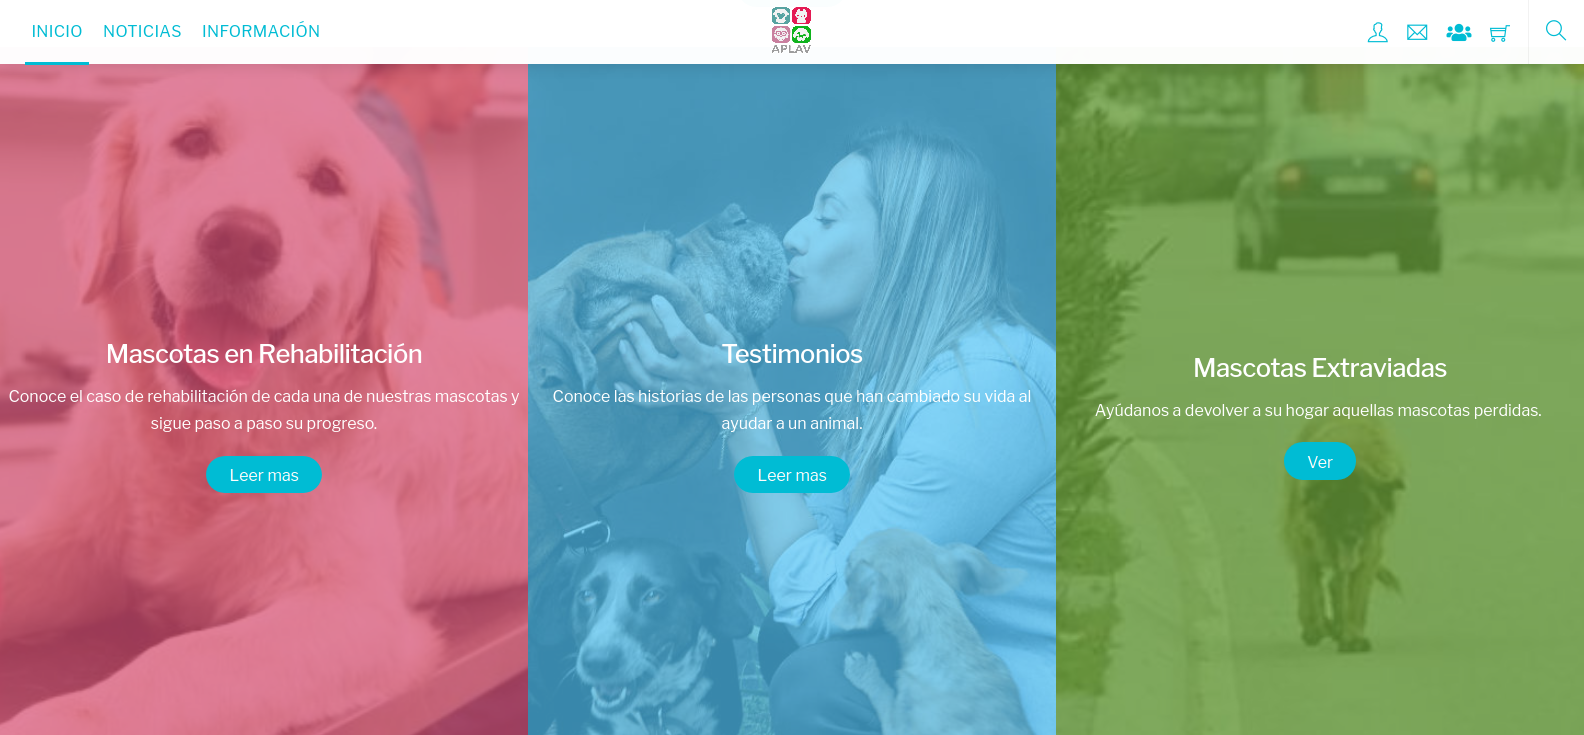 INICIO NOTICIAS INFORMACIÓN
APLAV
Mascotas en Rehabilitación
Conoce el caso de rehabilitación de cada una de nuestras mascotas y
sigue paso a paso su progreso.
Leer mas
Testimonios
Conoce las historias de las personas que han cambiado su vida al
ayudar a un animal.
Leer mas
Mascotas Extraviadas
Ayúdanos a devolver a su hogar aquellas mascotas perdidas.
Ver